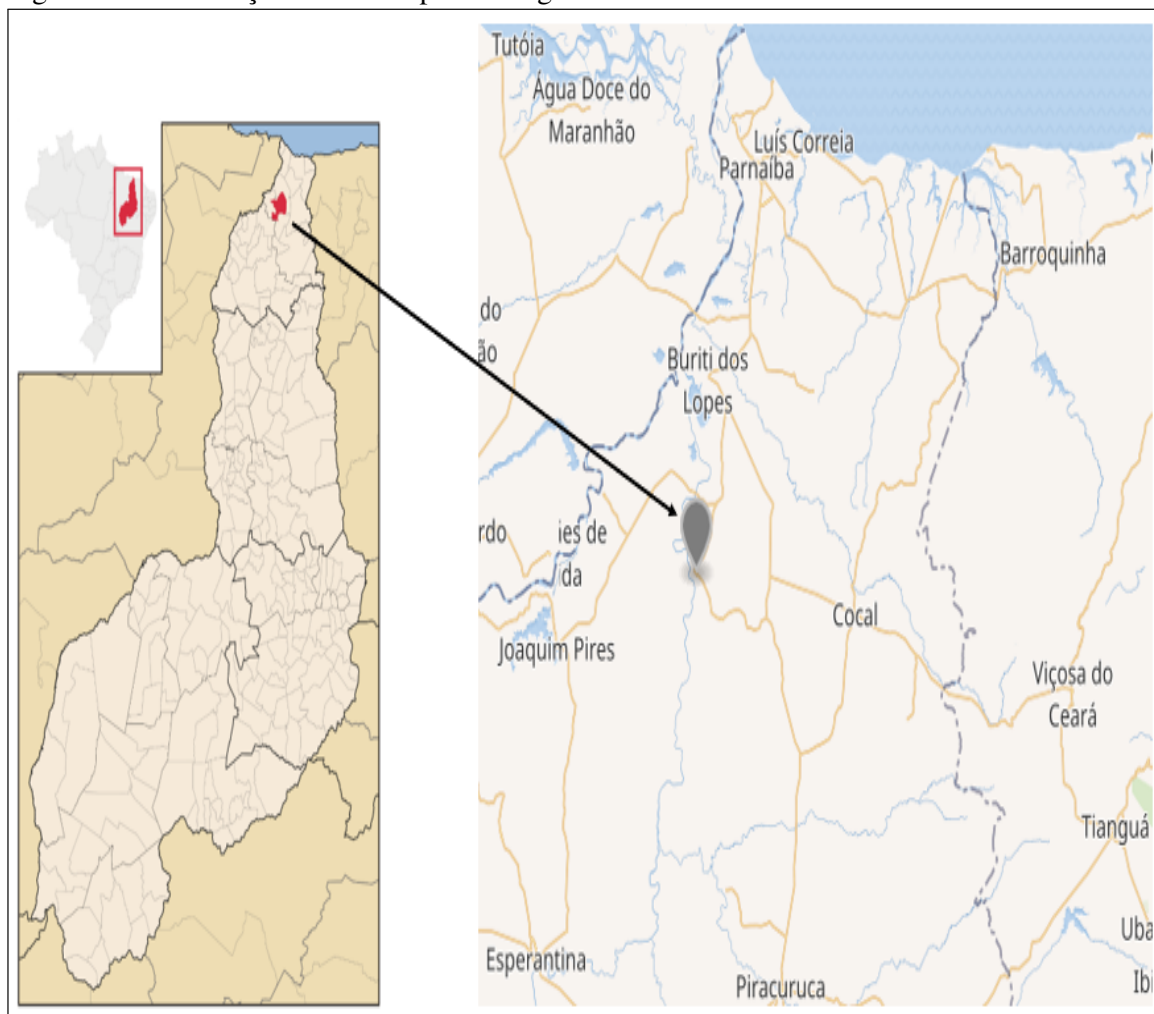 Tutóia
Água Doce do
Maranhão
Luís Correia
Parnaíba
Barroquinha
do
ão
Buriti dos
Lopes
rdo
ies de
ida
Joaquim Pires
Cocal
Viçosa do
Ceará
Tianguá
Uba
Ibi
Esperantina
Piracuruca